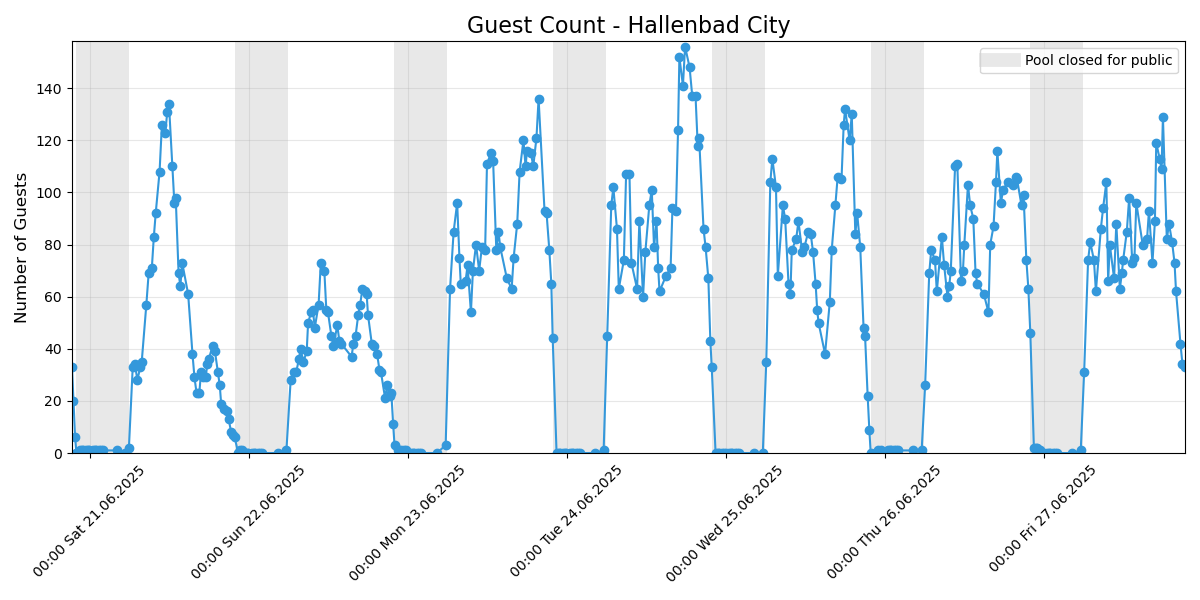 Guest Count - Hallenbad City
Pool closed for public
Number of Guests
140
120
100
80
60
40
20
0
00:00 Sat 21.06.2025
00:00 Sun 22.06.2025
00:00 Mon 23.06.2025
00:00 Tue 24.06.2025
00:00 Wed 25.06.2025
00:00 Thu 26.06.2025
00:00 Fri 27.06.2025